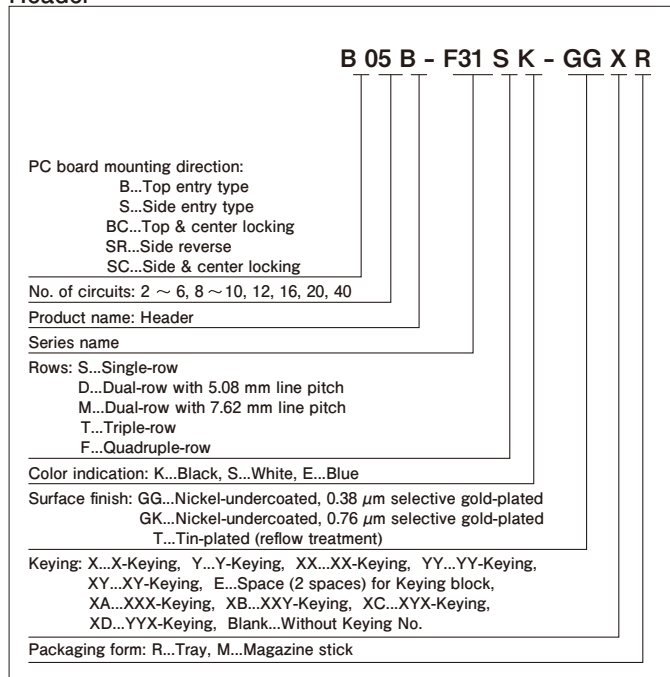 Header
B 05 B - F31 S K - GG X R
PC board mounting direction:
B...Top entry type
S...Side entry type
BC...Top & center locking
SR...Side reverse
SC...Side & center locking
No. of circuits: 2 ～ 6, 8 ～ 10, 12, 16, 20, 40
Product name: Header
Series name
Rows: S...Single-row
D...Dual-row with 5.08 mm line pitch
M...Dual-row with 7.62 mm line pitch
T...Triple-row
F...Quadruple-row
Color indication: K...Black, S...White, E...Blue
Surface finish: GG...Nickel-undercoated, 0.38 μm selective gold-plated
GK...Nickel-undercoated, 0.76 μm selective gold-plated
T...Tin-plated (reflow treatment)
Keying: X...X-Keying, Y...Y-Keying, XX...XX-Keying, YY...YY-Keying,
XY...XY-Keying, E...Space (2 spaces) for Keying block,
XA...XXX-Keying, XB...XXY-Keying, XC...XYX-Keying,
XD...YYX-Keying, Blank...Without Keying No.
Packaging form: R...Tray, M...Magazine stick